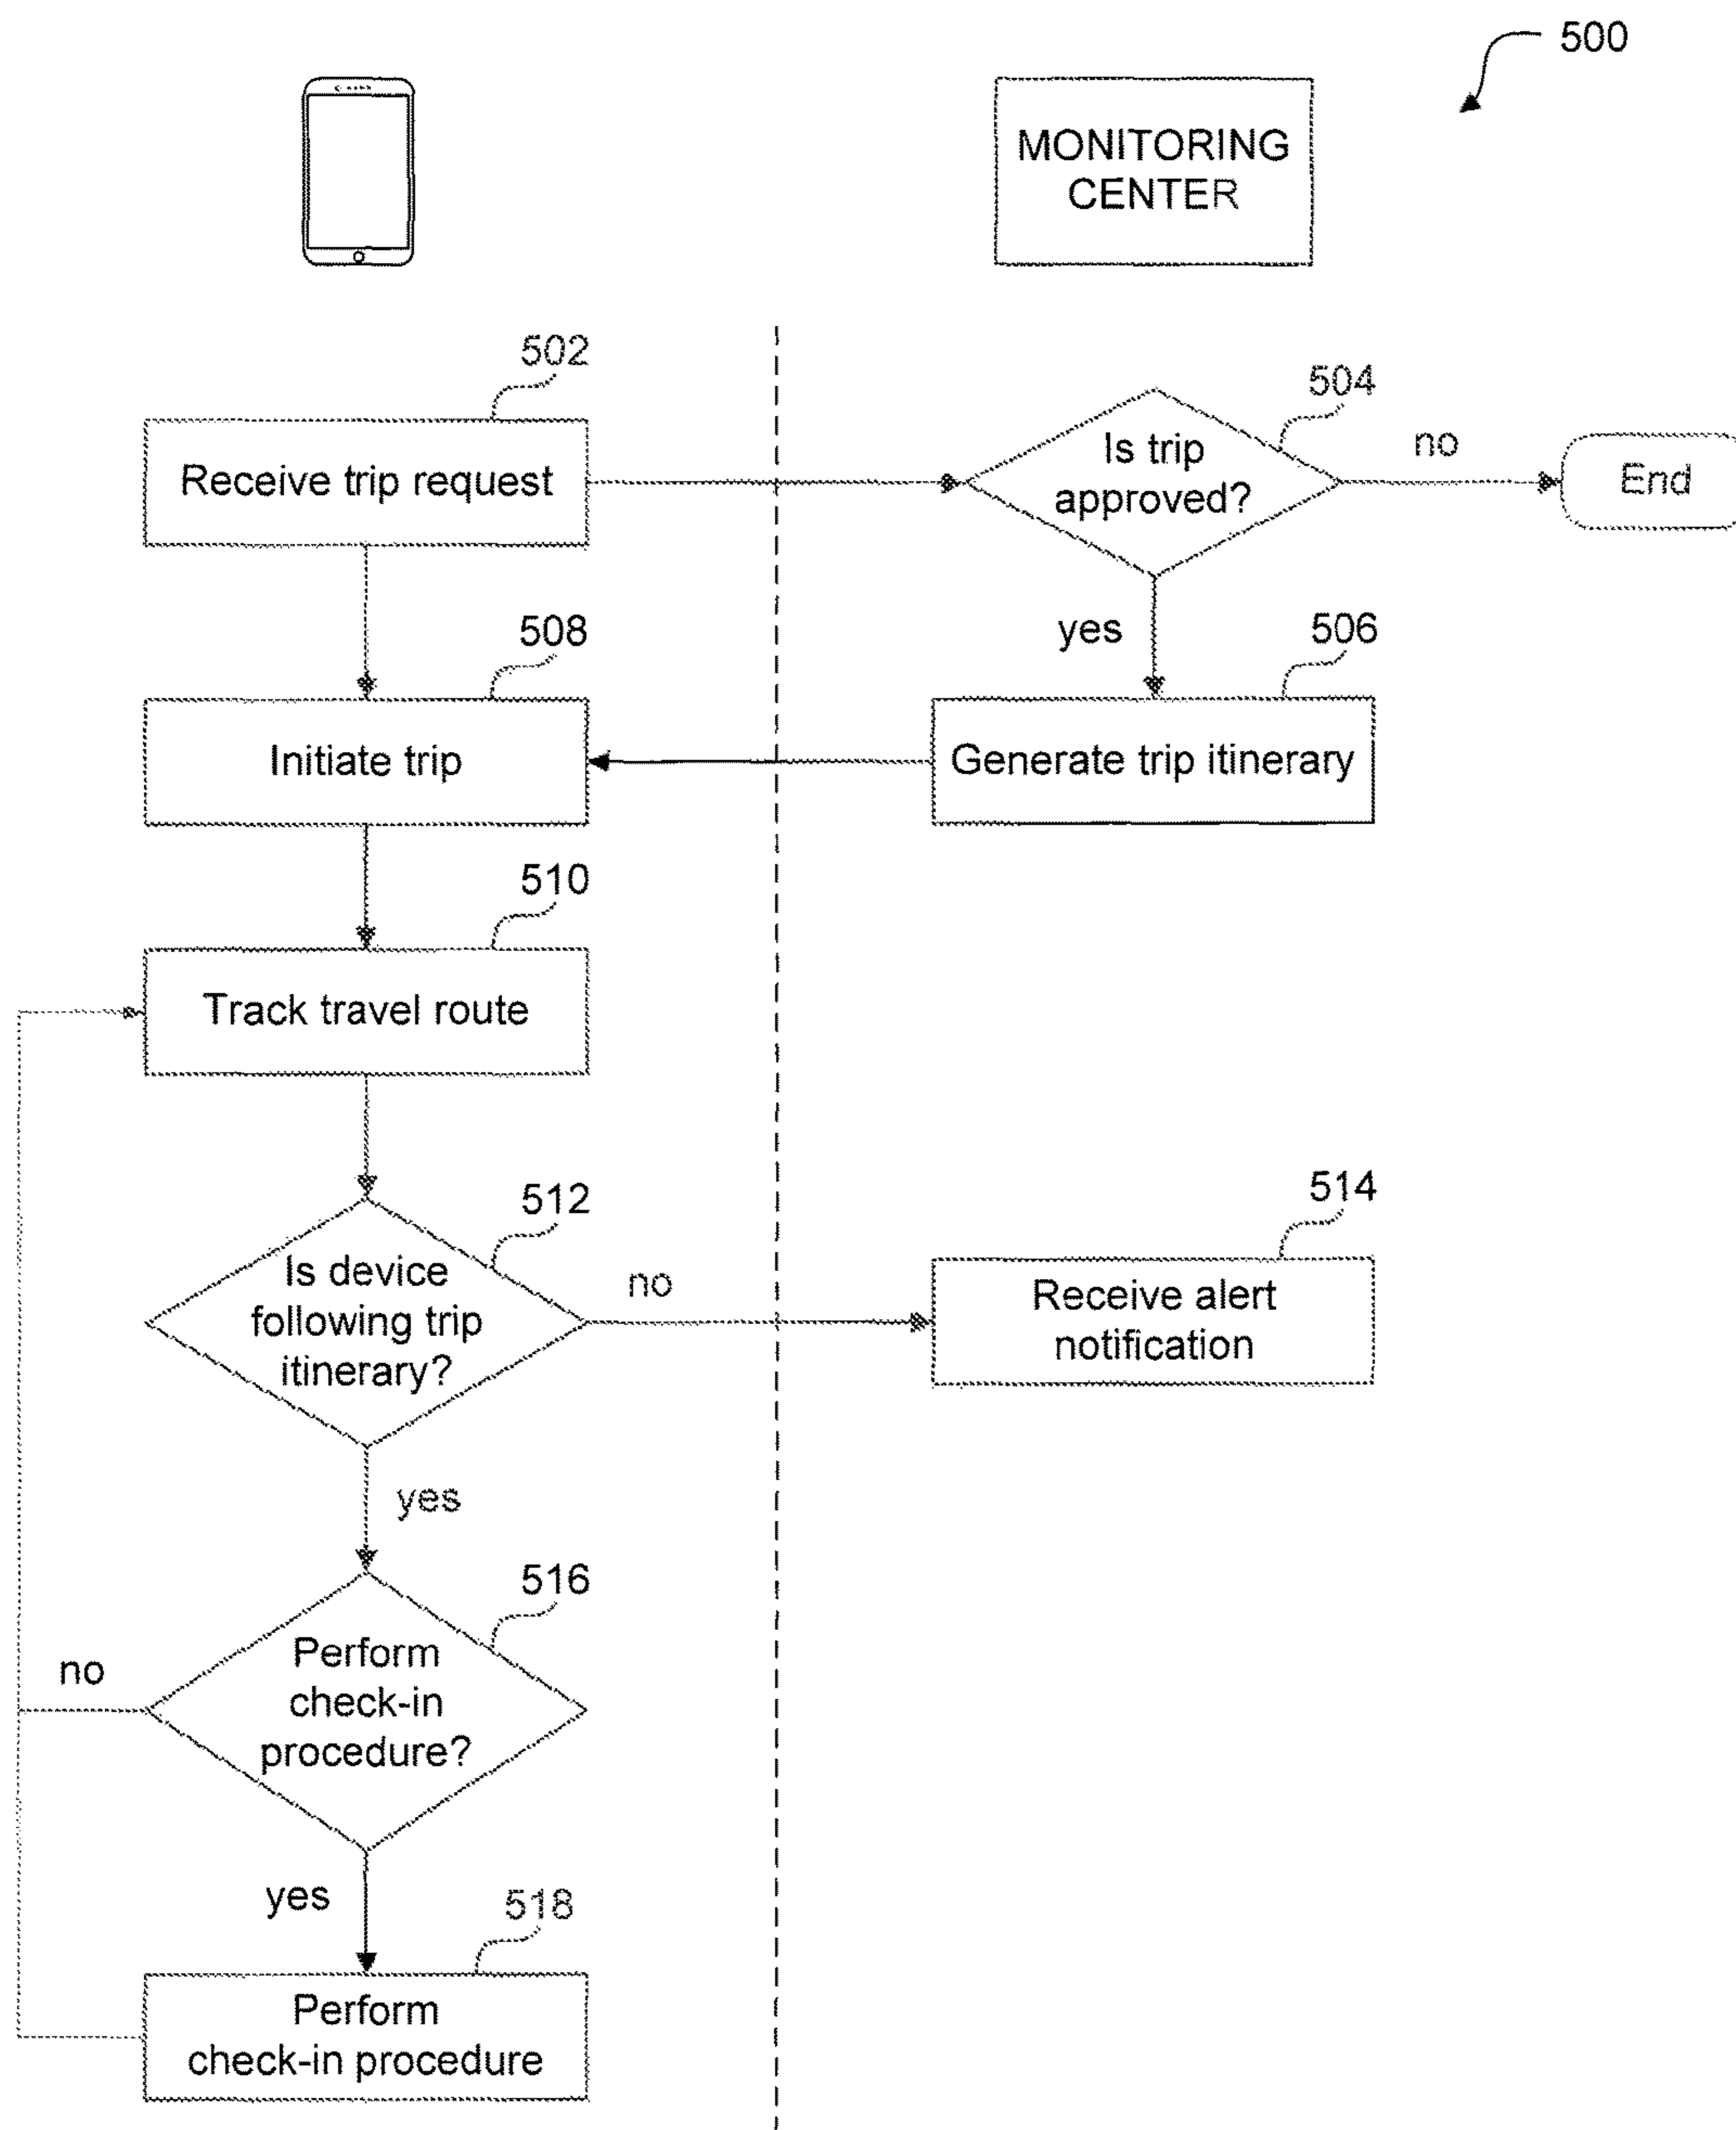 500
MONITORING
CENTER
502
504
Receive trip request
Is trip
approved?
no
End
yes
508
506
Initiate trip
Generate trip itinerary
510
Track travel route
512
514
Is device
following trip
itinerary?
no
Receive alert
notification
yes
516
Perform
check-in
procedure?
no
yes
518
Perform
check-in procedure